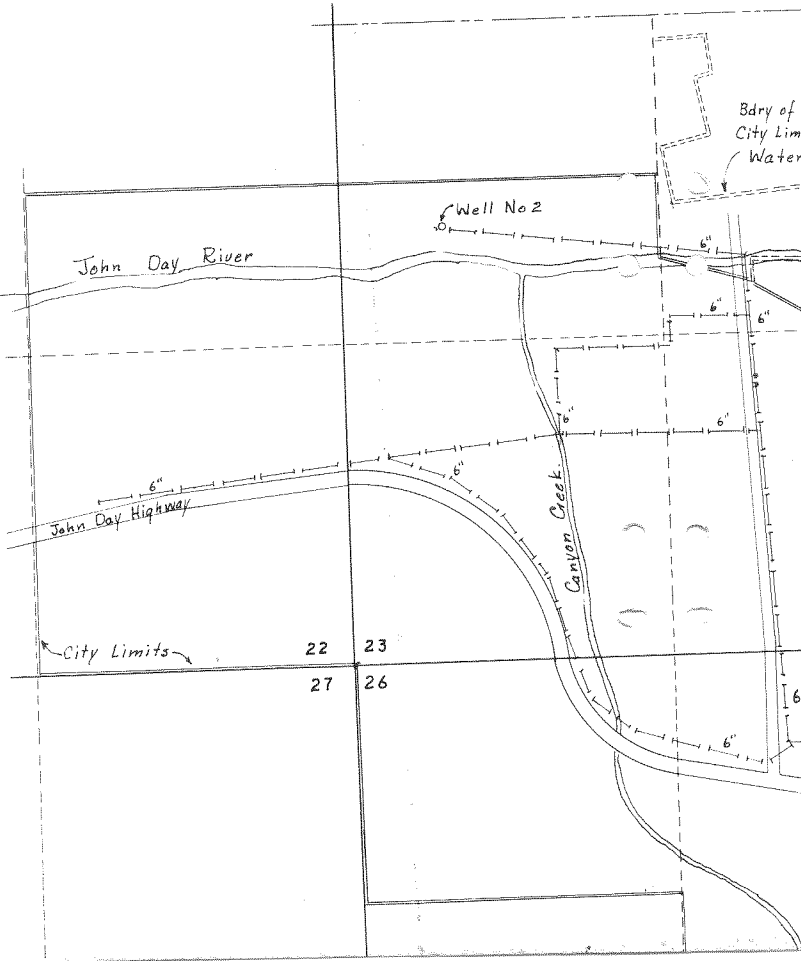 Bdry of
City Lim
Water
Well No 2
6"
John Day River
6"
6"
6"
6"
6"
6"
John Day Highway
Canyon Creek.
City Limits
22 23
27 26
6
6"